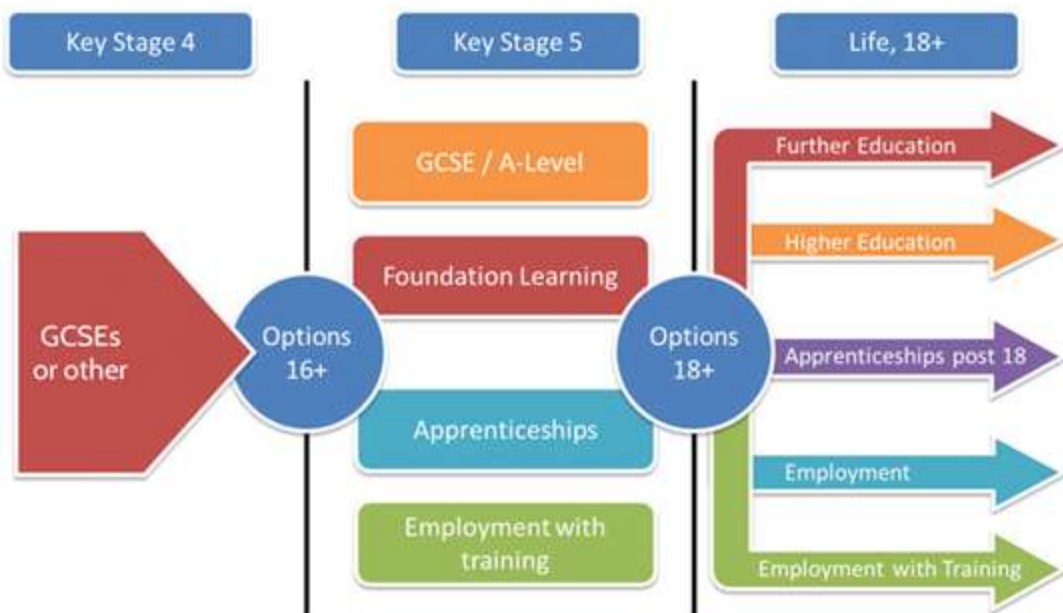 Key Stage 4
Key Stage 5
Life, 18+
GCSEs
or other
Options
16+
GCSE / A-Level
Foundation Learning
Apprenticeships
Employment with
training
Options
18+
Further Education
Higher Education
Apprenticeships post 18
Employment
Employment with Training